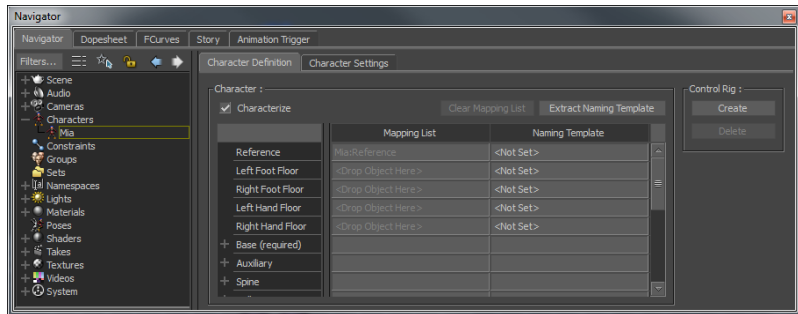 Navigator
Navigator Dopesheet FCurves Story Animation Trigger
Filters...
Scene
Audio
Cameras
Characters
Mia
Constraints
Groups
Sets
Namespaces
Lights
Materials
Poses
Shaders
Takes
Textures
Videos
System
Character Definition Character Settings
Character :
Characterize Clear Mapping List Extract Naming Template
Mapping List Naming Template
Reference Mia:Reference <Not Set>
Left Foot Floor <Drop Object Here> <Not Set>
Right Foot Floor <Drop Object Here> <Not Set>
Left Hand Floor <Drop Object Here> <Not Set>
Right Hand Floor <Drop Object Here> <Not Set>
Base (required)
Auxiliary
Spine
Control Rig :
Create
Delete